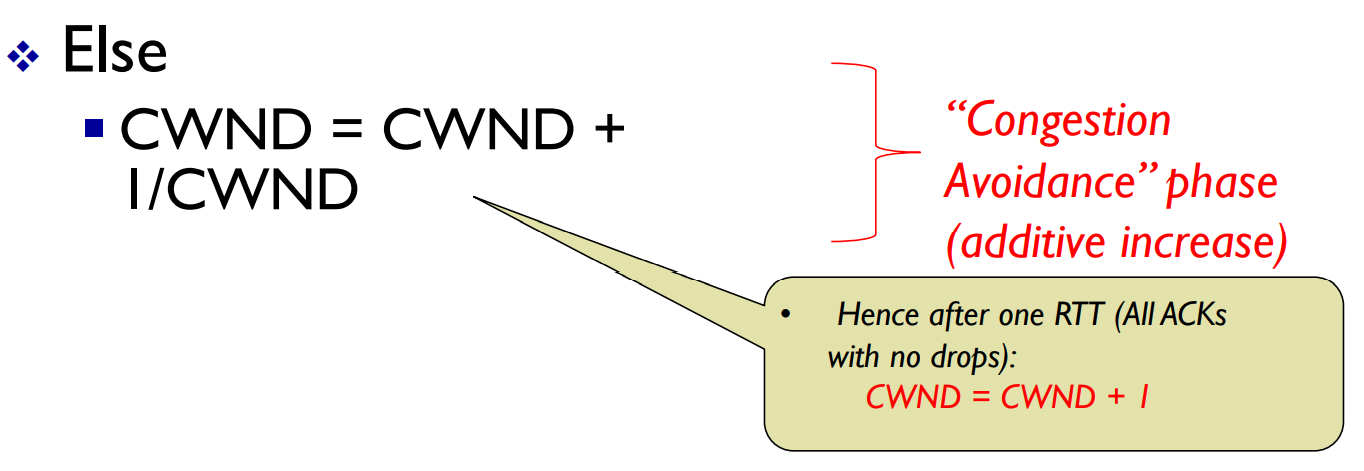 ❖ Else
▪ CWND = CWND +
1/CWND
“Congestion
Avoidance” phase
(additive increase)
• Hence after one RTT (All ACKs
with no drops):
CWND = CWND + 1